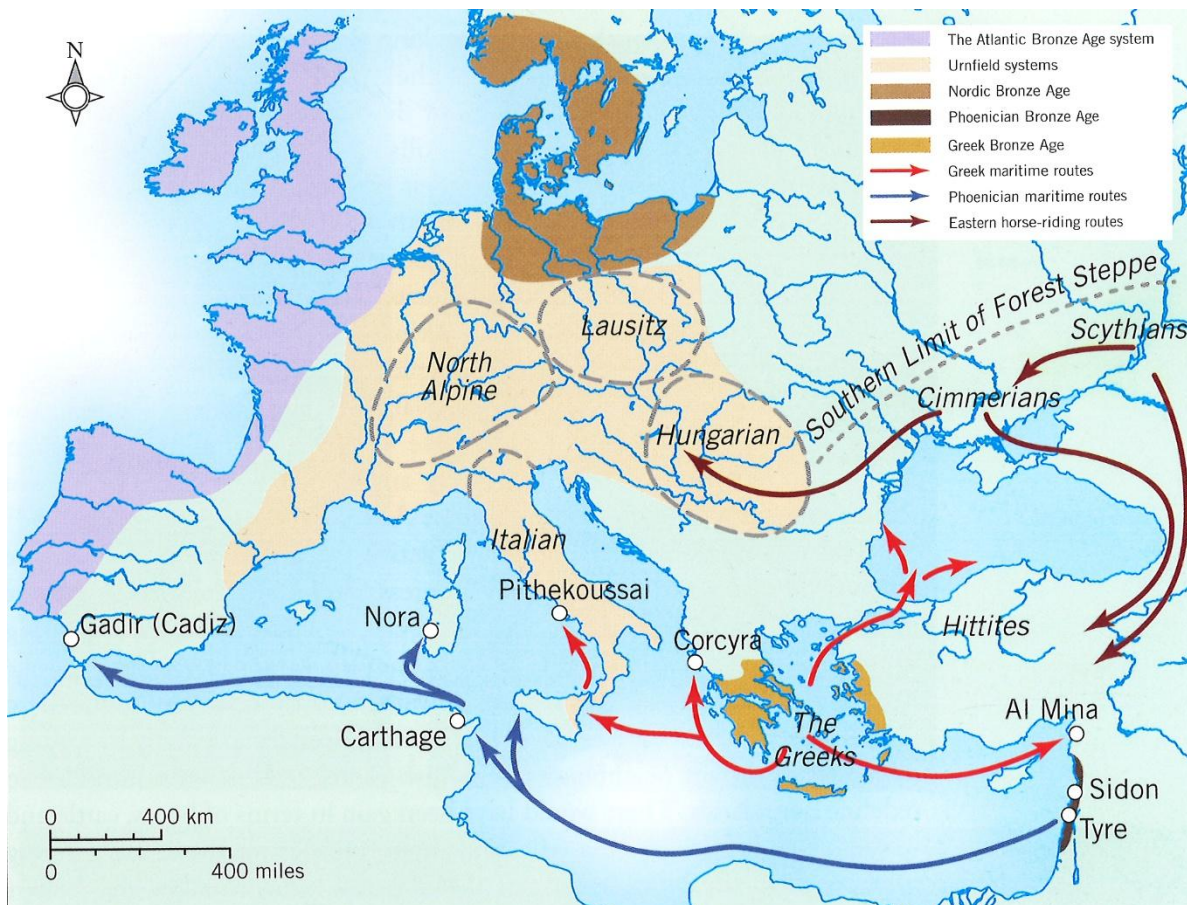 N
The Atlantic Bronze Age system
Urnfield systems
Nordic Bronze Age
Phoenician Bronze Age
Greek Bronze Age
Greek maritime routes
Phoenician maritime routes
Eastern horse-riding routes
Southern Limit of Forest Steppe
Scythians
Lausitz
North
Alpine
Cimmerians
Hungarian
Italian
Pithekoussai
Nora
Gadir (Cadiz)
Corcyra
Hittites
Carthage
The
Greeks
Al Mina
Sidon
Tyre
0 400 km
0 400 miles